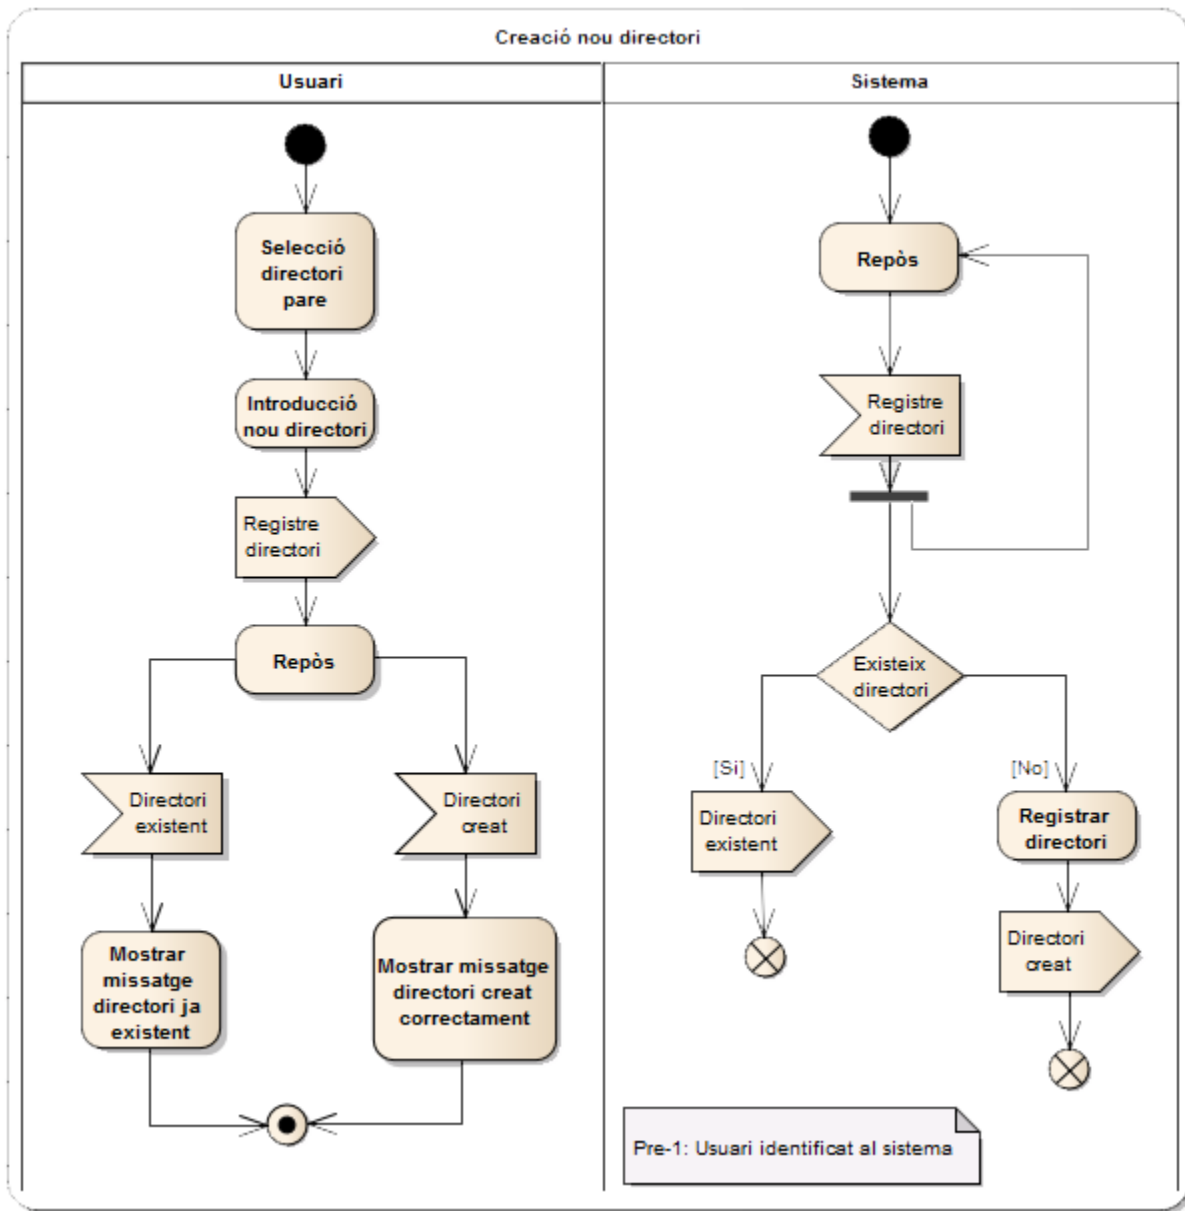 Creació nou directori
Usuari
Selecció
directori
pare
Introducció
nou directori
Registre
directori
Repòs
Directori
existent
Directori
creat
Mostrar
missatge
directori ja
existent
Mostrar missatge
directori creat
correctament
Sistema
Repòs
Registre
directori
Existeix
directori
[Si]
[No]
Directori
existent
Registrar
directori
Directori
creat
Pre-1: Usuari identificat al sistema